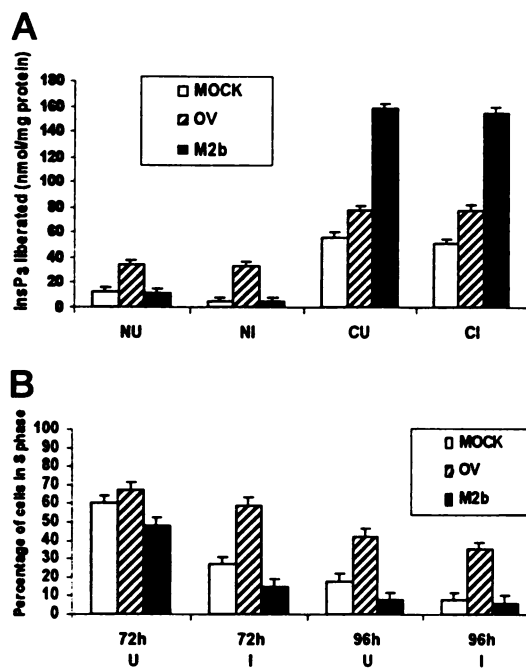 A
InsPs liberated (nmol/mg protein)
180
160
140
120
100
80
60
40
20
0
MOCK
OV
M2b
NU NI CU CI
B
Percentage of cells in S phase
100
90
80
70
60
50
40
30
20
10
0
MOCK
OV
M2b
72h 72h 96h 96h
U I U I